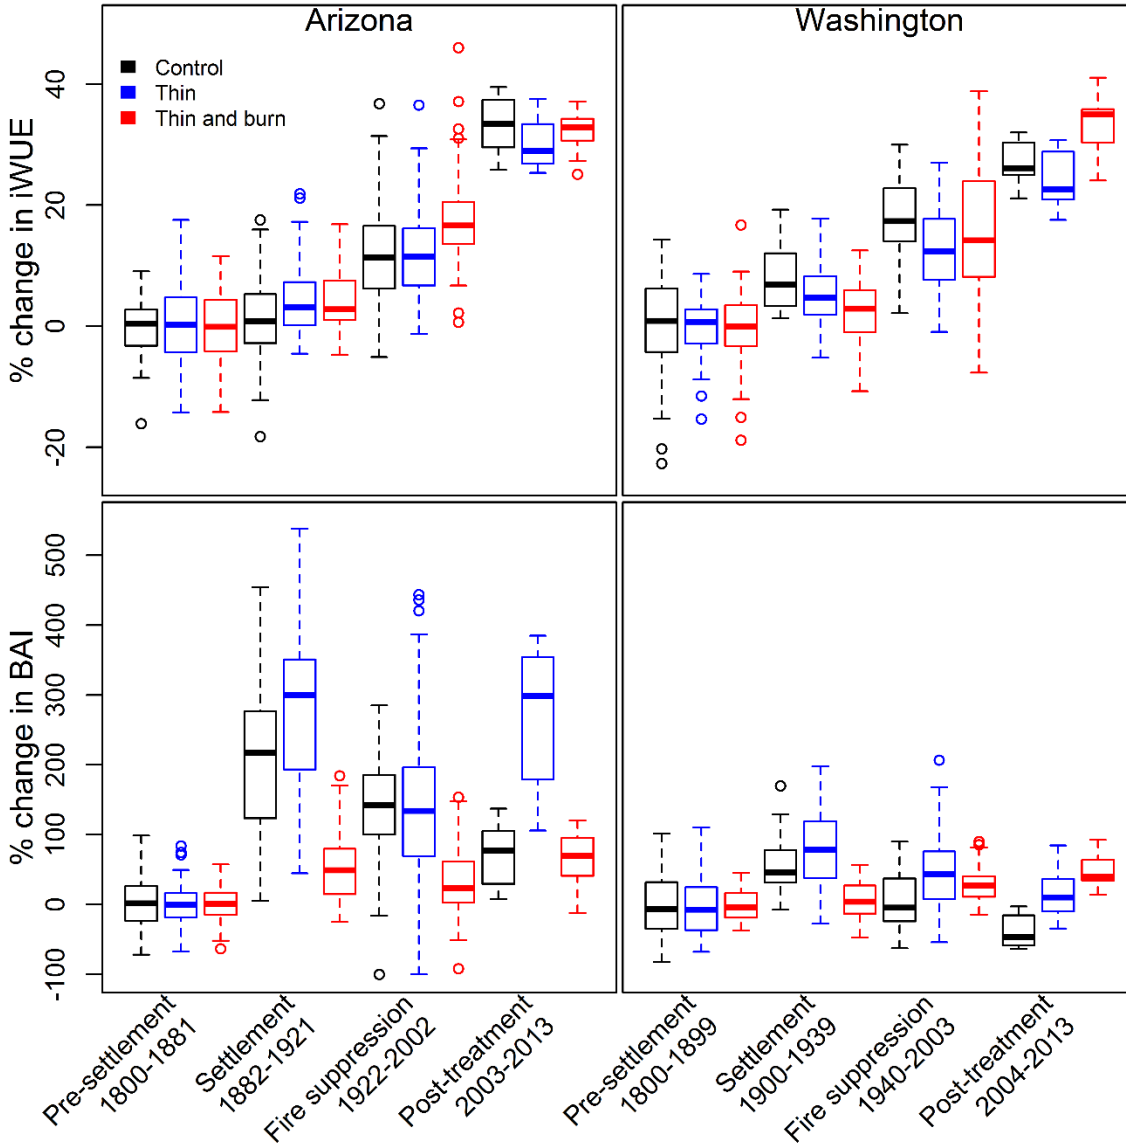 Arizona
Washington
Control
Thin
Thin and burn
% change in iWUE
40
20
0
-20
% change in BAI
500
400
300
200
100
0
-100
Pre-settlement
1800-1881
Settlement
1882-1921
Fire suppression
1922-2002
Post-treatment
2003-2013
Pre-settlement
1800-1899
Settlement
1900-1939
Fire suppression
1940-2003
Post-treatment
2004-2013